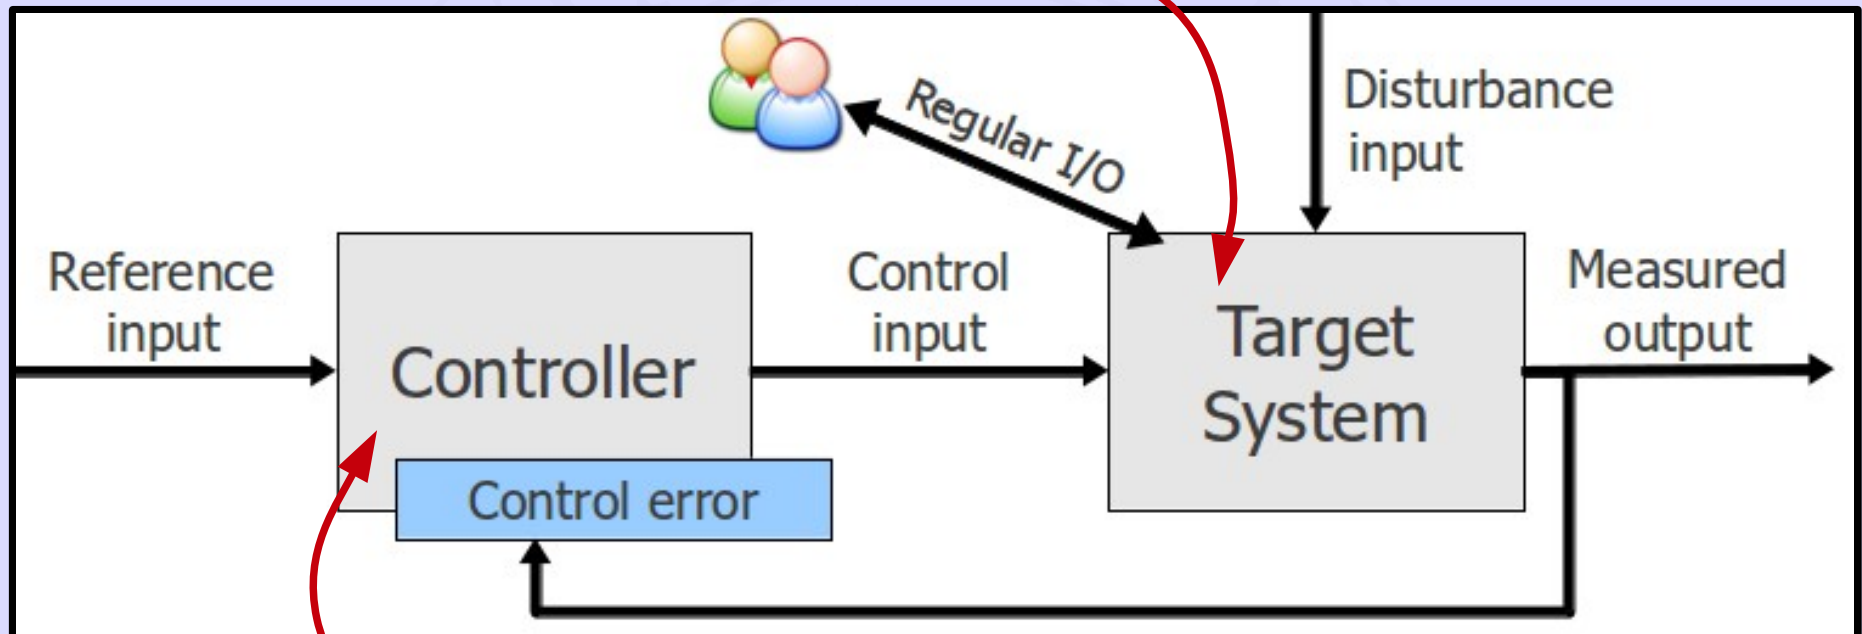 Regular I/O
Disturbance
input
Reference
input
Controller
Control error
Control
input
Target
System
Measured
output